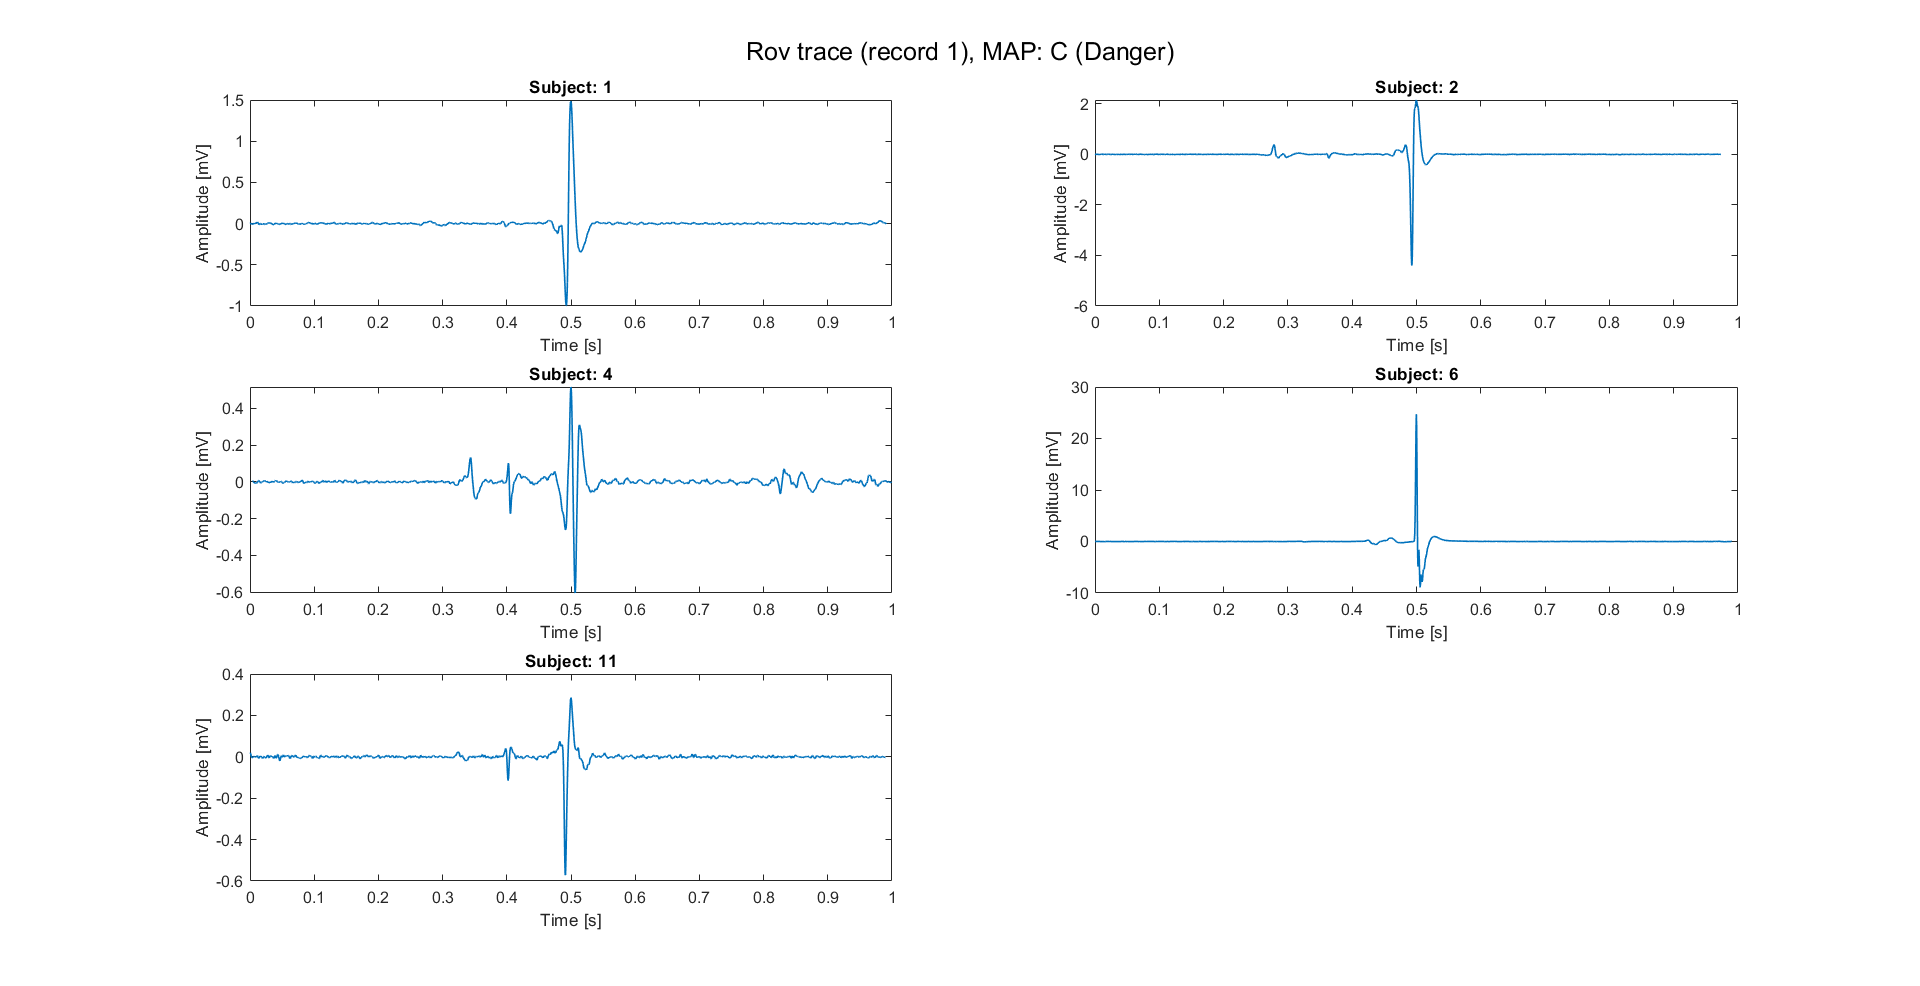 Rov trace (record 1), MAP: C (Danger)
Subject: 1
Amplitude [mV]
1.5
1
0.5
0
-0.5
-1
0 0.1 0.2 0.3 0.4 0.5 0.6 0.7 0.8 0.9 1
Time [s]
Subject: 2
Amplitude [mV]
2
0
-2
-4
-6
0 0.1 0.2 0.3 0.4 0.5 0.6 0.7 0.8 0.9 1
Time [s]
Subject: 4
Amplitude [mV]
0.4
0.2
0
-0.2
-0.4
-0.6
0 0.1 0.2 0.3 0.4 0.5 0.6 0.7 0.8 0.9 1
Time [s]
Subject: 6
Amplitude [mV]
30
20
10
0
-10
0 0.1 0.2 0.3 0.4 0.5 0.6 0.7 0.8 0.9 1
Time [s]
Subject: 11
Amplitude [mV]
0.4
0.2
0
-0.2
-0.4
-0.6
0 0.1 0.2 0.3 0.4 0.5 0.6 0.7 0.8 0.9 1
Time [s]